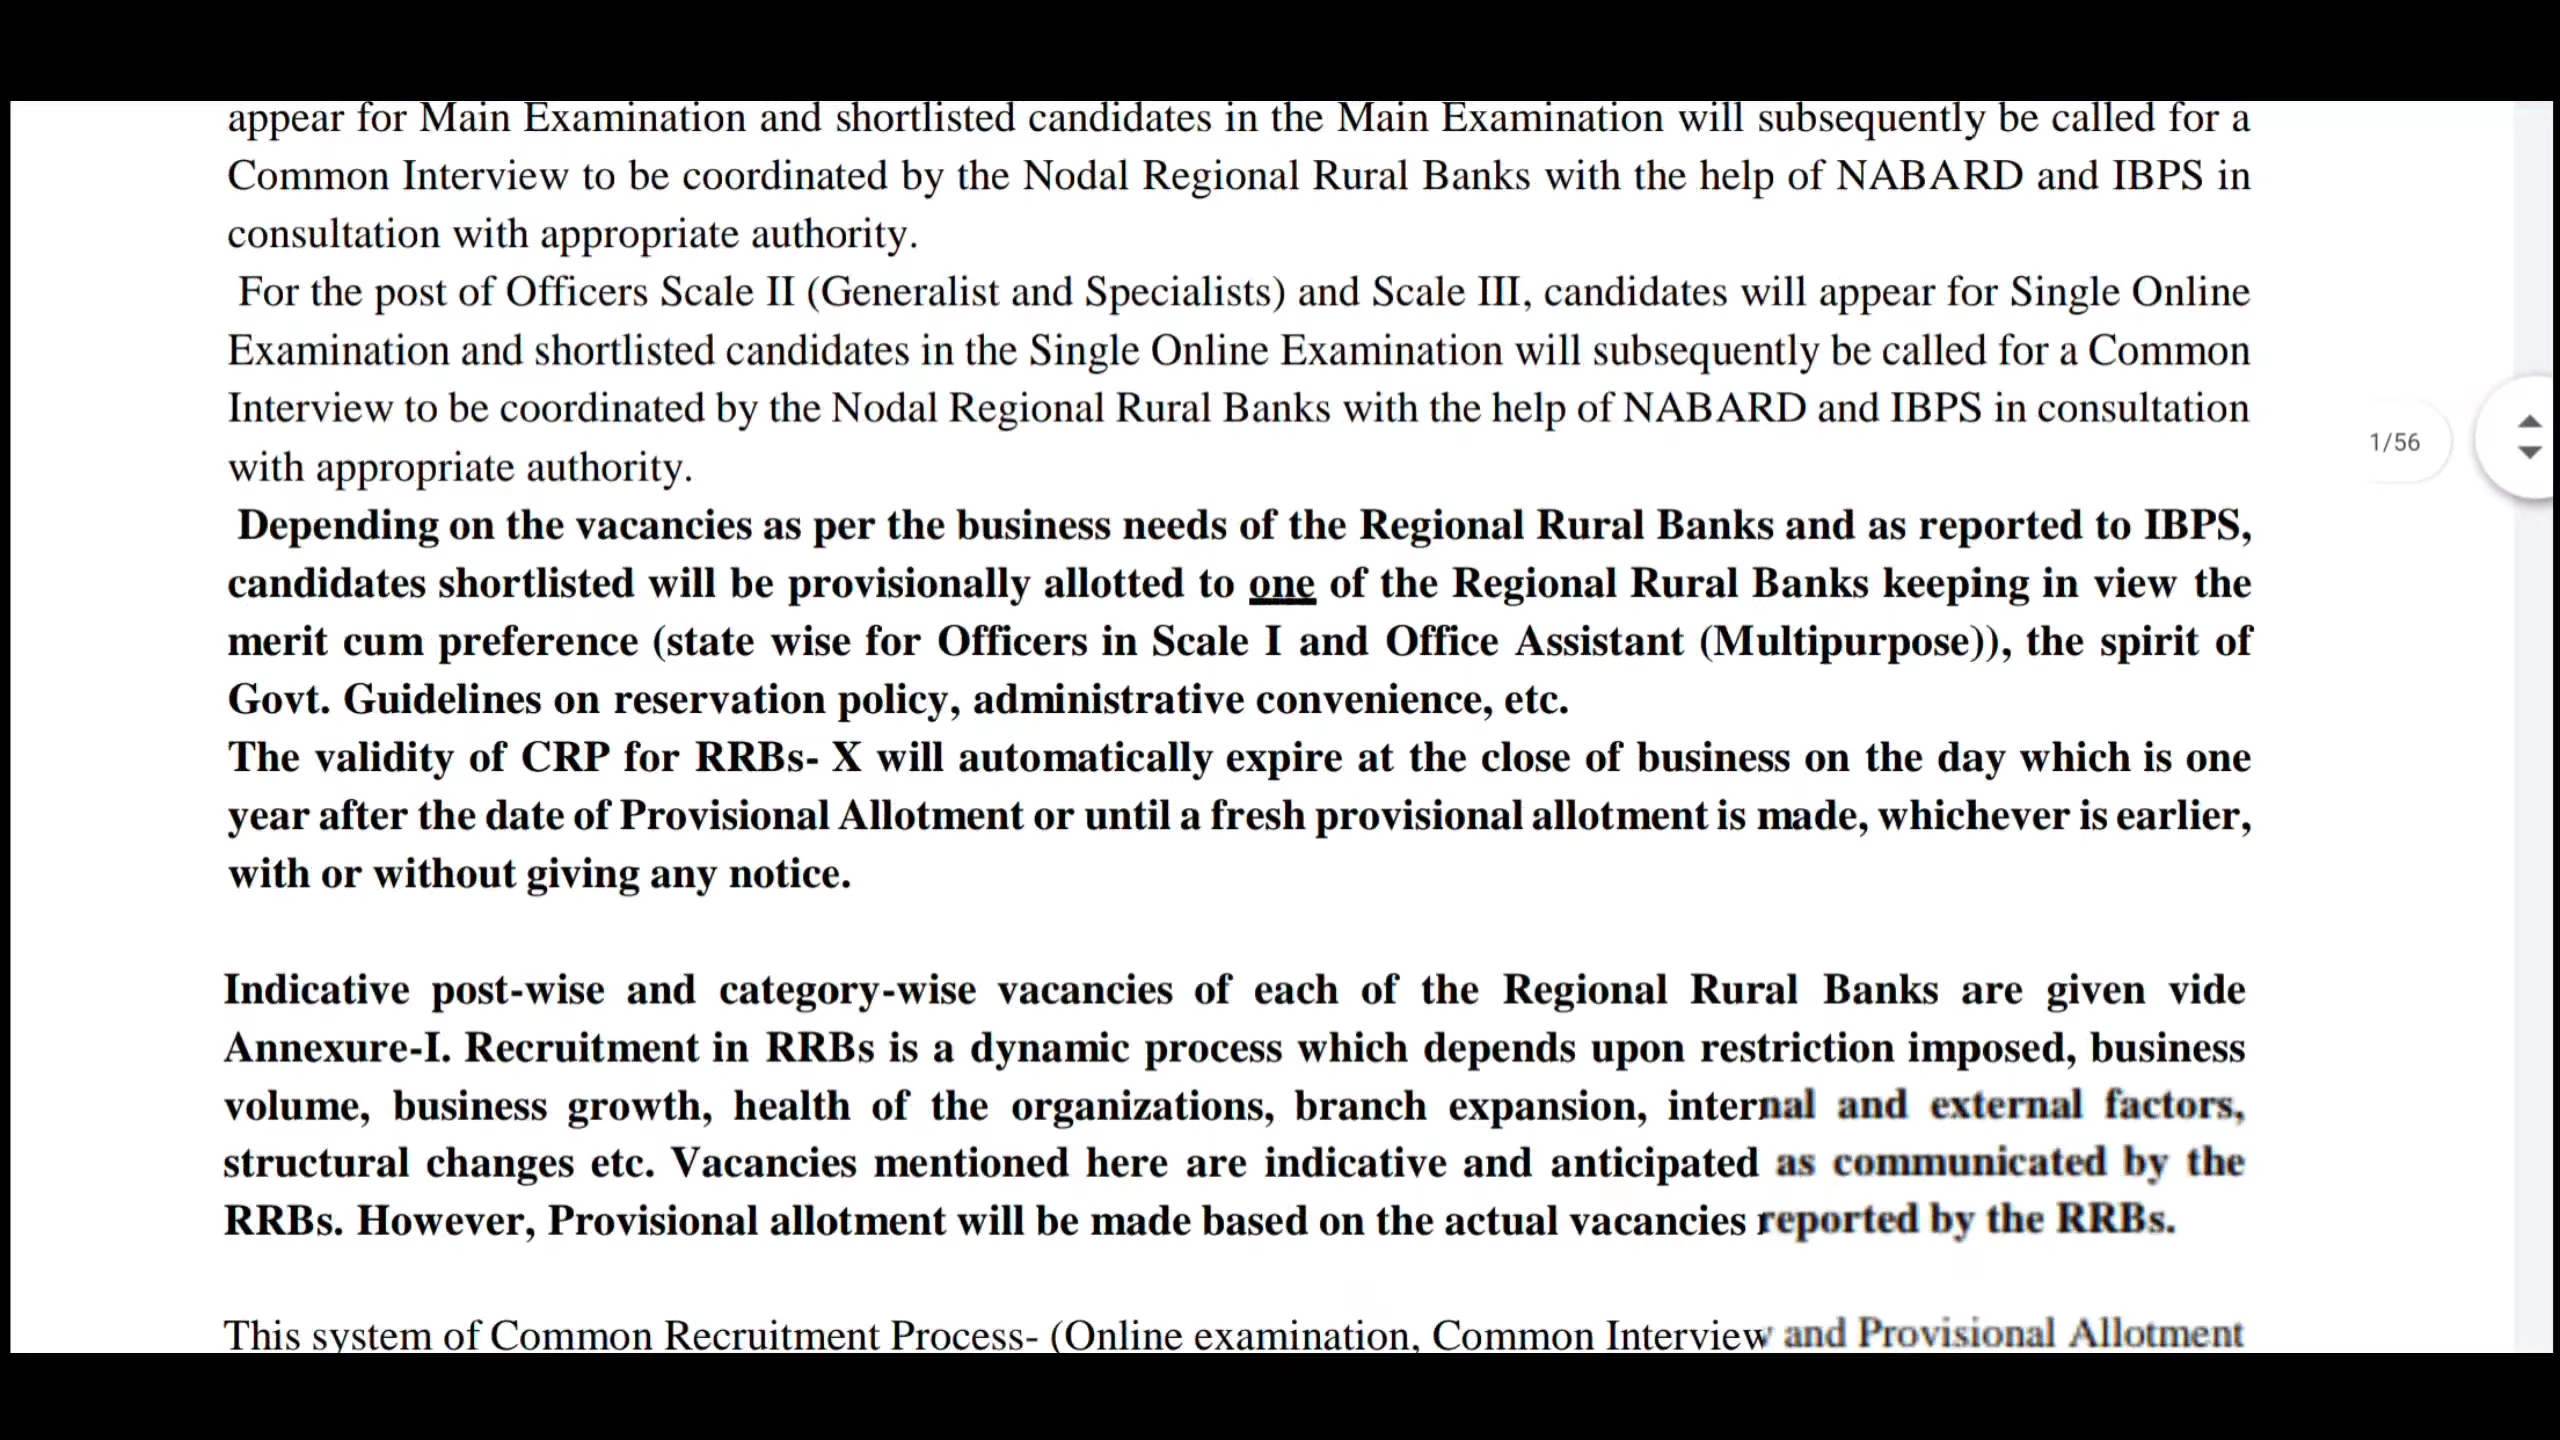 appear for Main Examination and shortlisted candidates in the Main Examination will subsequently be called for a
Common Interview to be coordinated by the Nodal Regional Rural Banks with the help of NABARD and IBPS in
consultation with appropriate authority.
For the post of Officers Scale II (Generalist and Specialists) and Scale III, candidates will appear for Single Online
Examination and shortlisted candidates in the Single Online Examination will subsequently be called for a Common
Interview to be coordinated by the Nodal Regional Rural Banks with the help of NABARD and IBPS in consultation
1/56
with appropriate authority.
Depending on the vacancies as per the business needs of the Regional Rural Banks and as reported to IBPS,
candidates shortlisted will be provisionally allotted to one of the Regional Rural Banks keeping in view the
merit cum preference (state wise for Officers in Scale I and Office Assistant (Multipurpose)), the spirit of
Govt. Guidelines on reservation policy, administrative convenience, etc.
The validity of CRP for RRBs- X will automatically expire at the close of business on the day which is one
year after the date of Provisional Allotment or until a fresh provisional allotment is made, whichever is earlier,
with or without giving any notice.
Indicative post-wise and category-wise vacancies of each of the Regional Rural Banks are given vide
Annexure-I. Recruitment in RRBs is a dynamic process which depends upon restriction imposed, business
volume, business growth, health of the organizations, branch expansion, internal and external factors,
structural changes etc. Vacancies mentioned here are indicative and anticipated as communicated by the
RRBs. However, Provisional allotment will be made based on the actual vacancies reported by the RRBs.
This system of Common Recruitment Process- (Online examination, Common Interview and Provisional Allotment